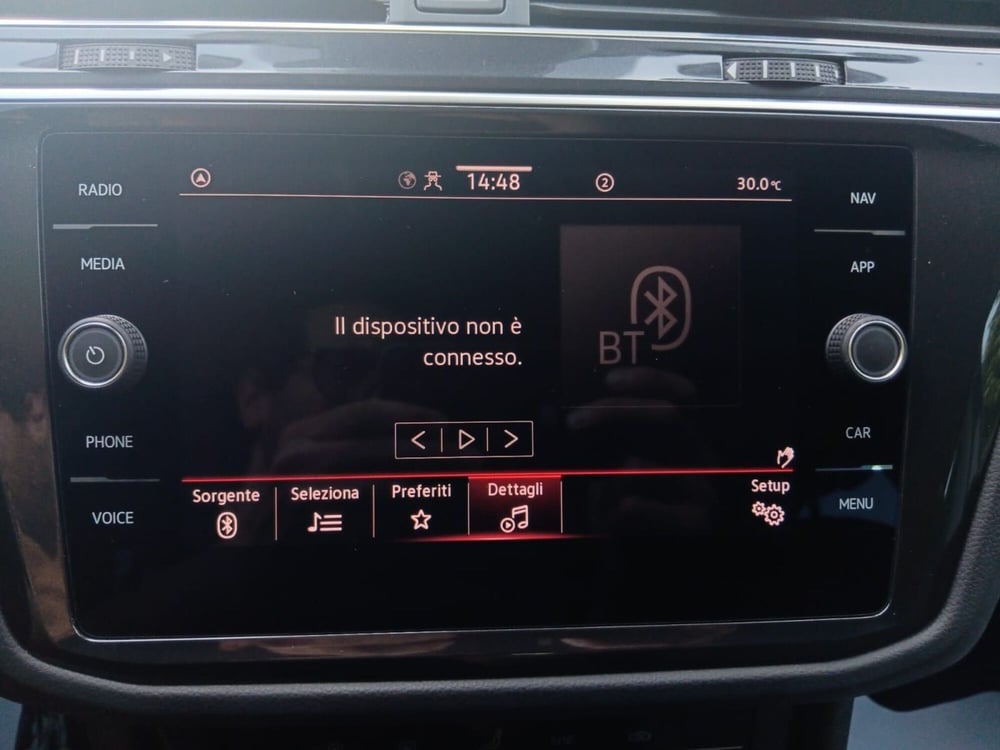 RADIO
MEDIA
PHONE
VOICE
14:48
2
30.0°C
Il dispositivo non è
connesso.
BT
Sorgente
Seleziona
Preferiti
Dettagli
Setup
NAV
APP
CAR
MENU